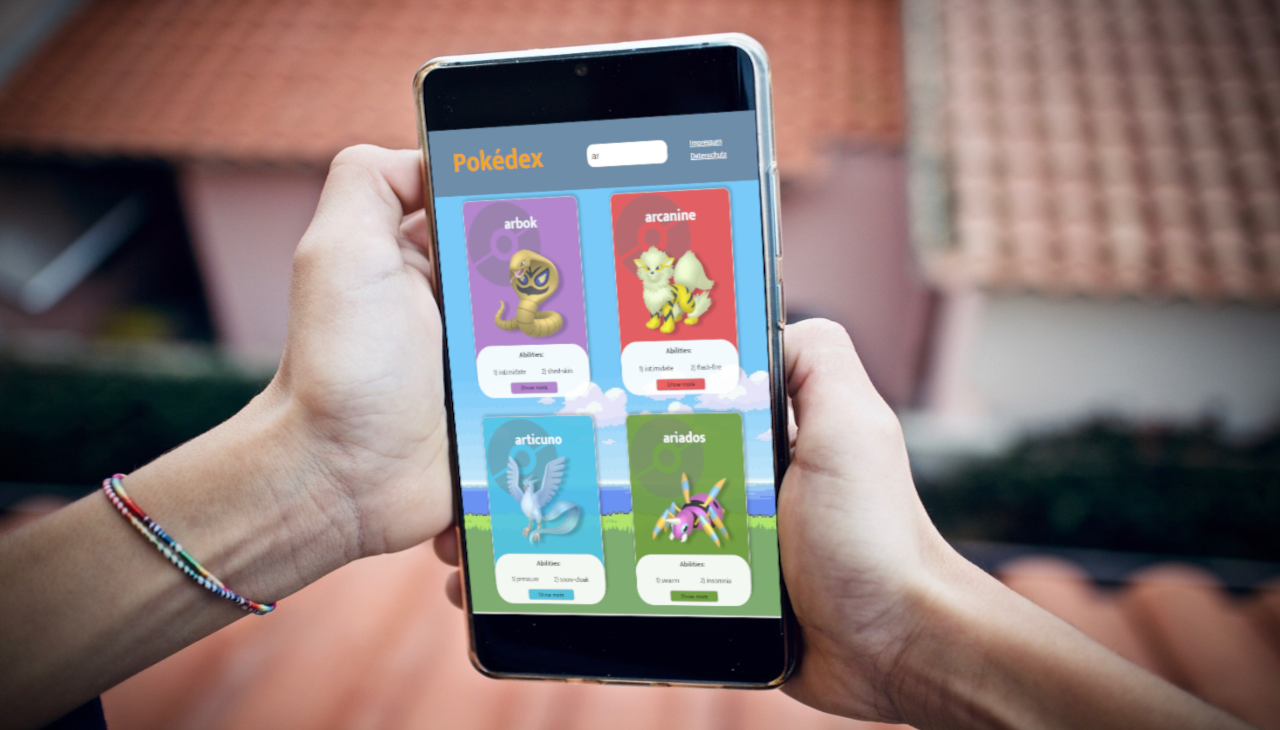 Pokédex
ar
Impressum
Datenschutz
arbok
Abilities:
1) intimidate 2) shed-skin
Show more
arcanine
Abilities:
1) intimidate 2) flash-fire
Show more
articuno
Abilities:
1) pressure 2) snow-cloak
Show more
ariados
Abilities:
1) swarm 2) insomnia
Show more